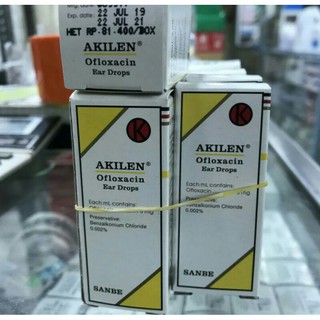 Exp. date 22 JUL 19
22 JUL 21
HET RP.81.400/BOX
AKILEN®
Ofloxacin
Ear Drops
K
AKILEN®
Ofloxacin
Ear Drops
Each mL contains:
Ofloxacin
Preservative:
Benzalkonium Chloride
0.002%
SANBE
K
AKILEN®
Ofloxacin
Ear Drops
Each mL contains:
Ofloxacin mg
Preservative:
Benzalkonium Chloride
0.002%
SANBE